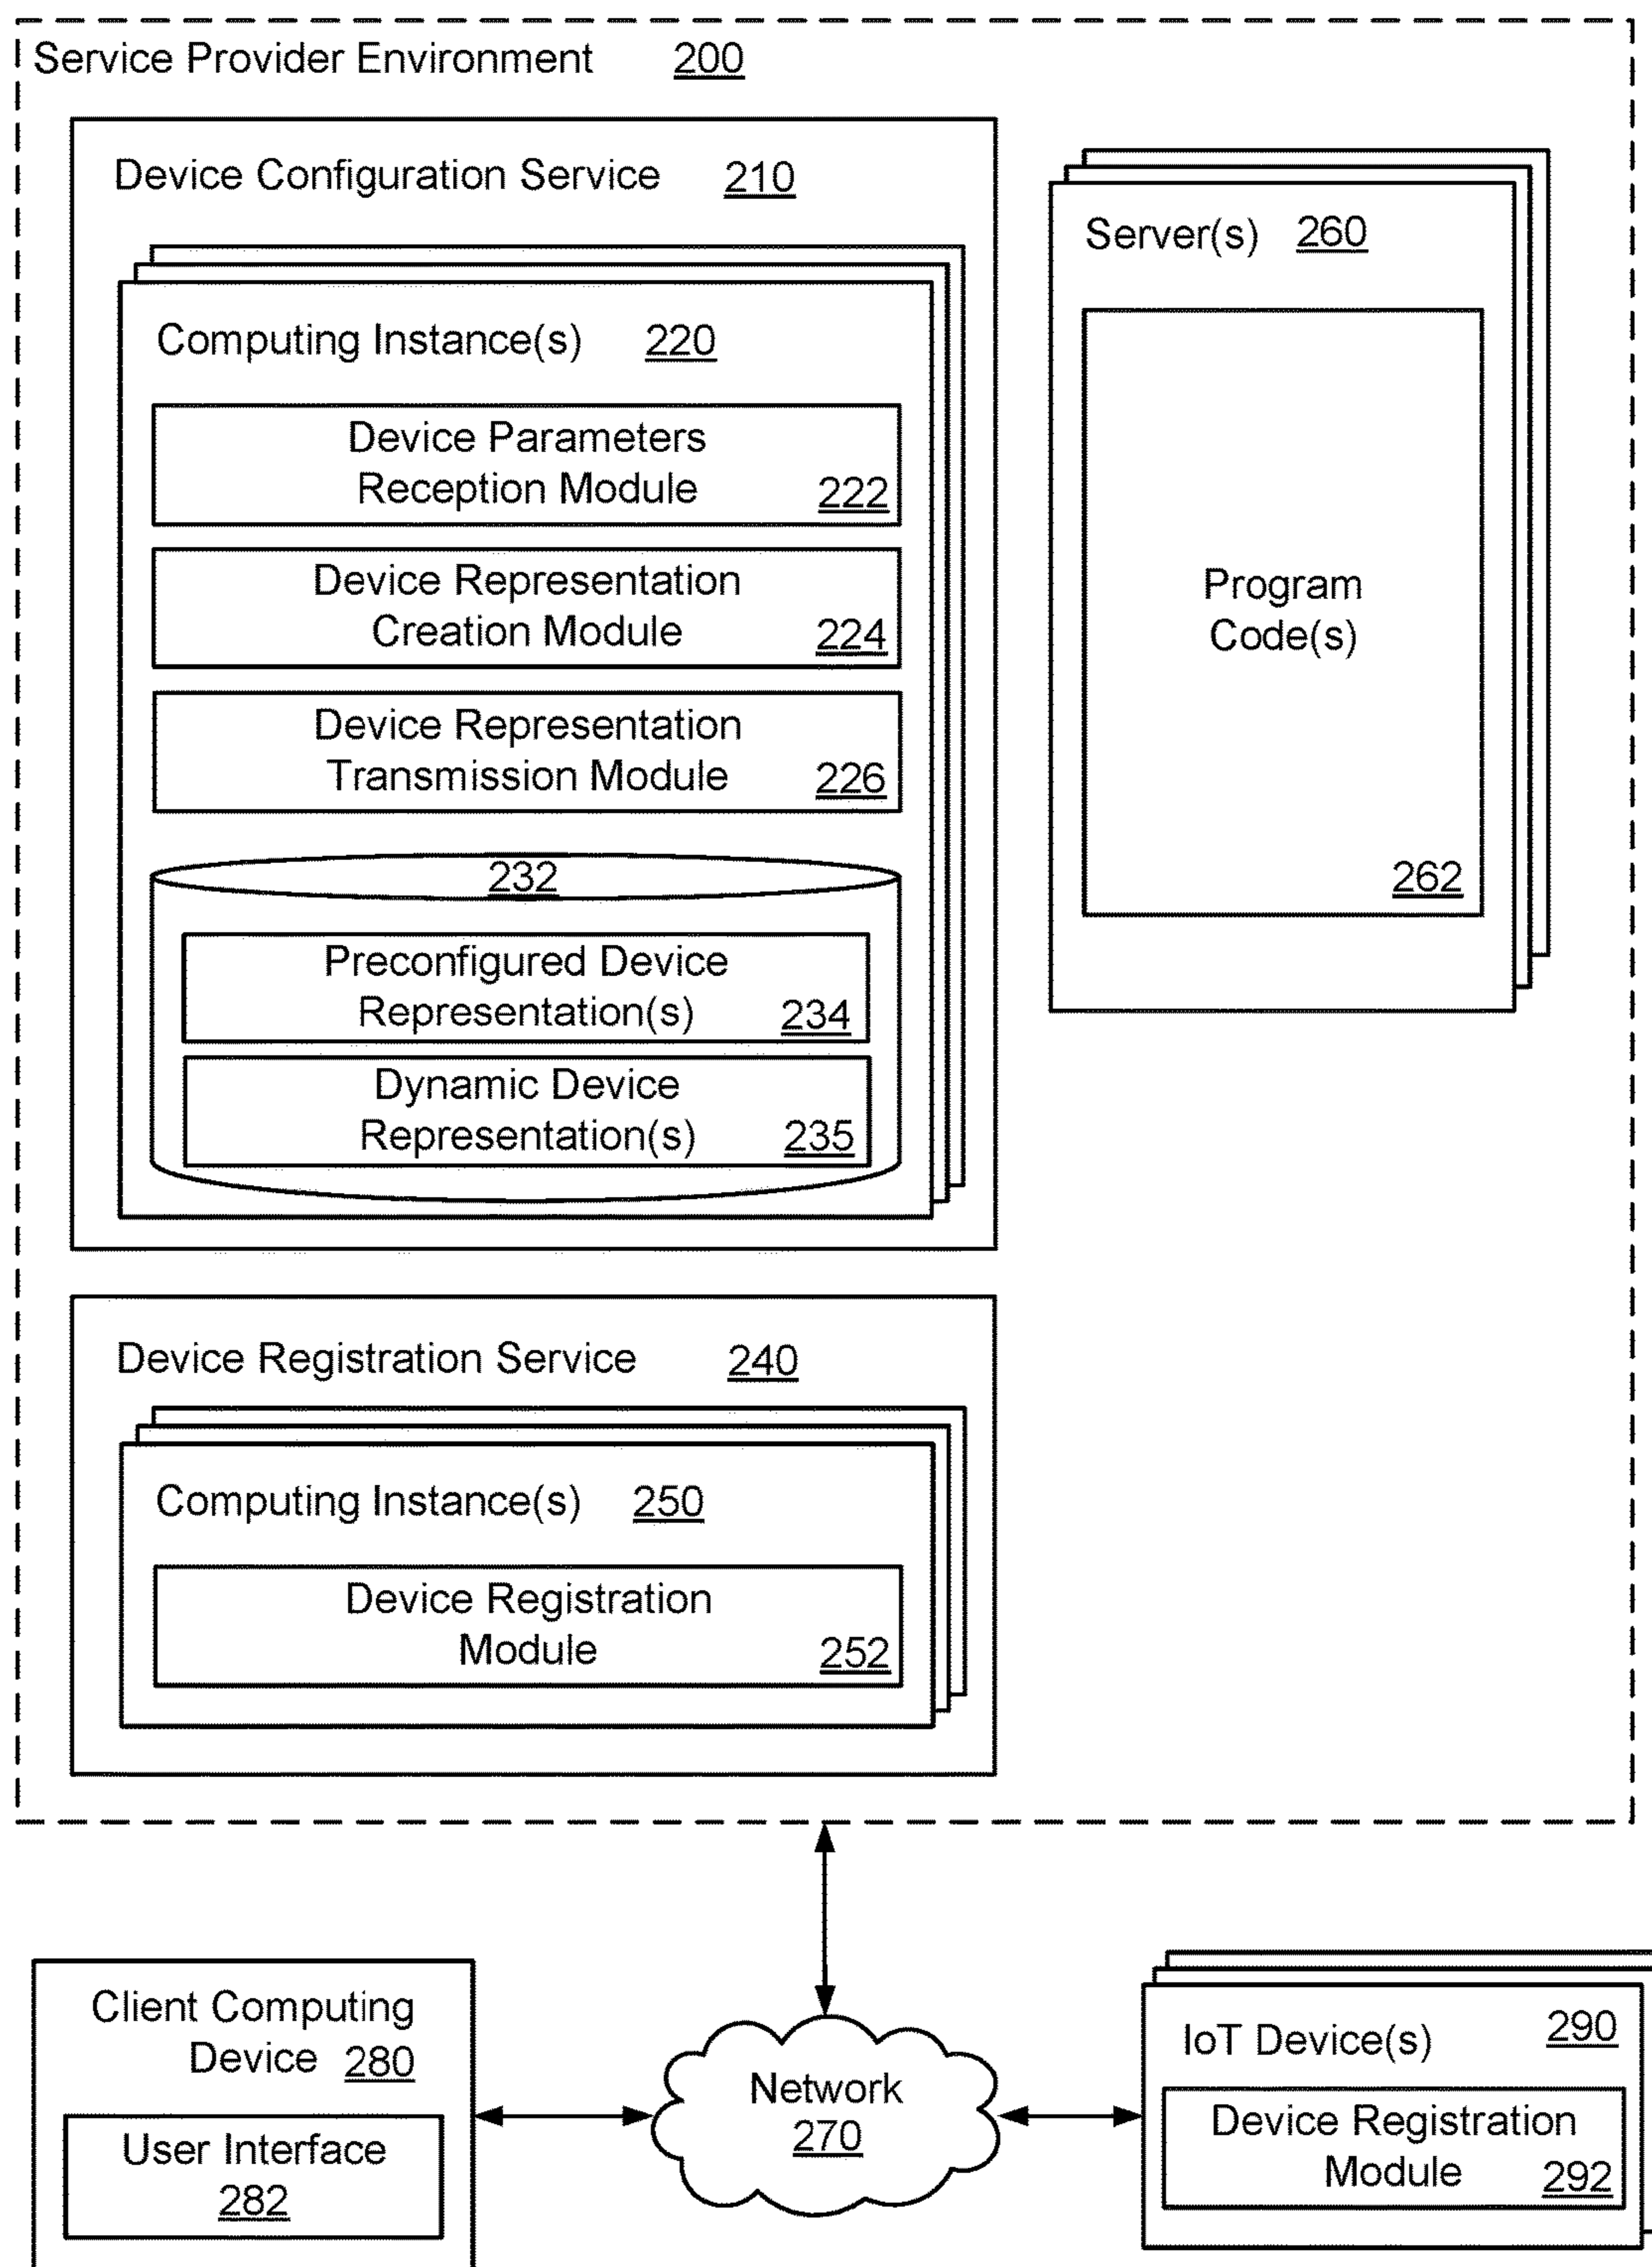 Service Provider Environment 200
Device Configuration Service 210
Computing Instance(s) 220
Device Parameters
Reception Module 222
Device Representation
Creation Module 224
Device Representation
Transmission Module 226
232
Preconfigured Device
Representation(s) 234
Dynamic Device
Representation(s) 235
Server(s) 260
Program
Code(s)
262
Device Registration Service 240
Computing Instance(s) 250
Device Registration
Module 252
Client Computing
Device 280
User Interface
282
Network
270
IoT Device(s) 290
Device Registration
Module 292